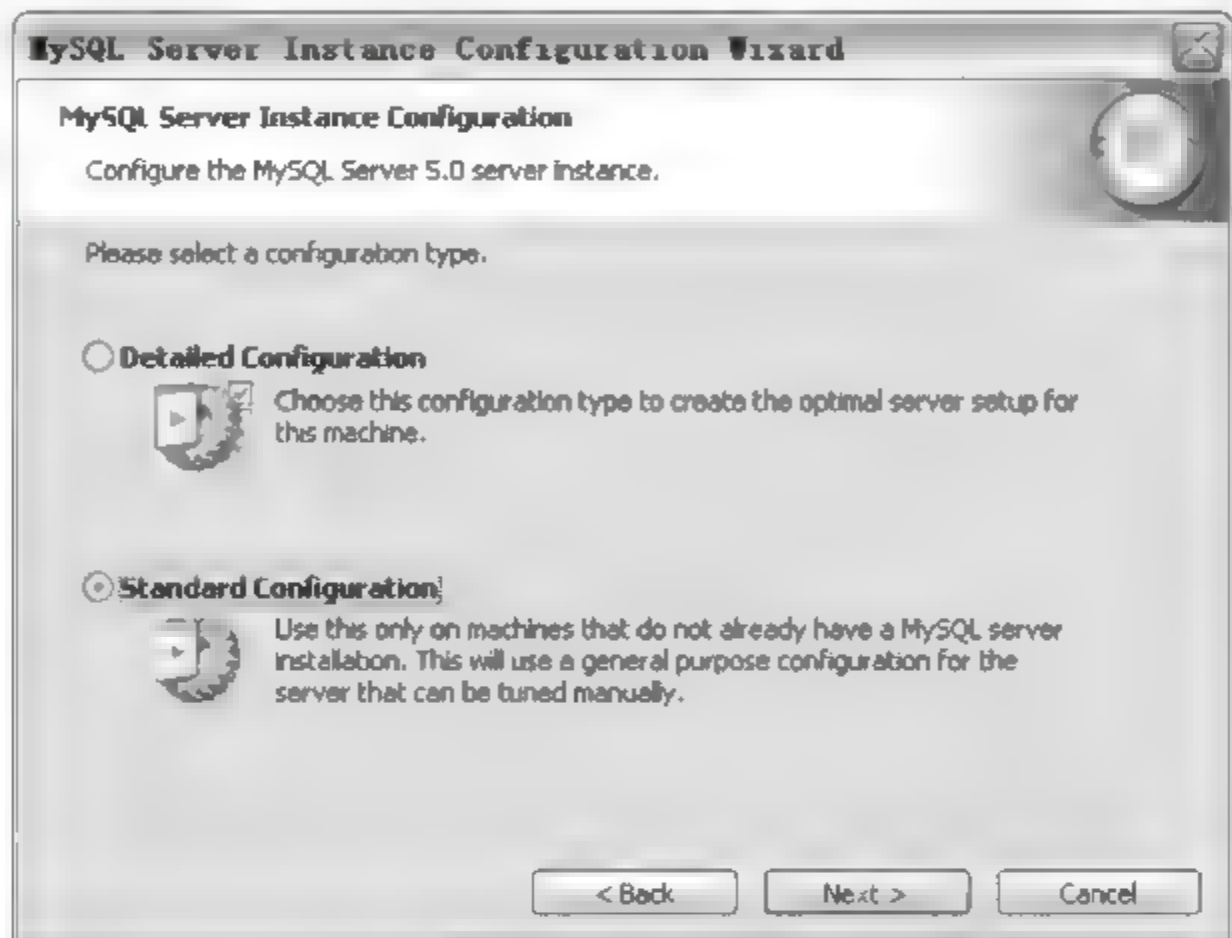 MySQL Server Instance Configuration Wizard
MySQL Server Instance Configuration
Configure the MySQL Server 5.0 server instance.
Please select a configuration type.
Detailed Configuration
Choose this configuration type to create the optimal server setup for
this machine.
Standard Configuration
Use this only on machines that do not already have a MySQL server
installation. This will use a general purpose configuration for the
server that can be tuned manually.
< Back
Next >
Cancel